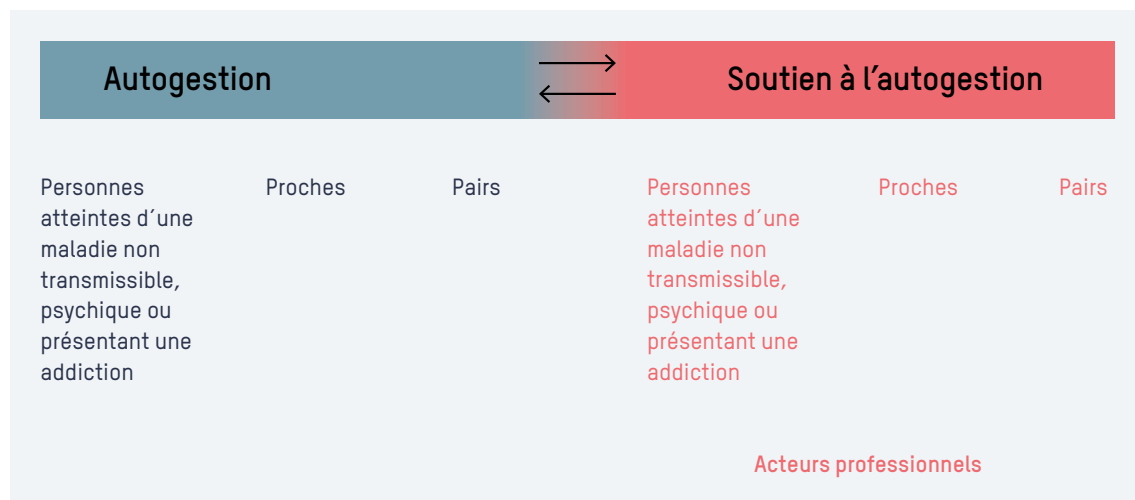 Autogestion
Soutien à l’autogestion
Personnes
atteintes d´une
maladie non
transmissible,
psychique ou
présentant une
addiction
Proches
Pairs
Personnes
atteintes d´une
maladie non
transmissible,
psychique ou
présentant une
addiction
Proches
Pairs
Acteurs professionnels